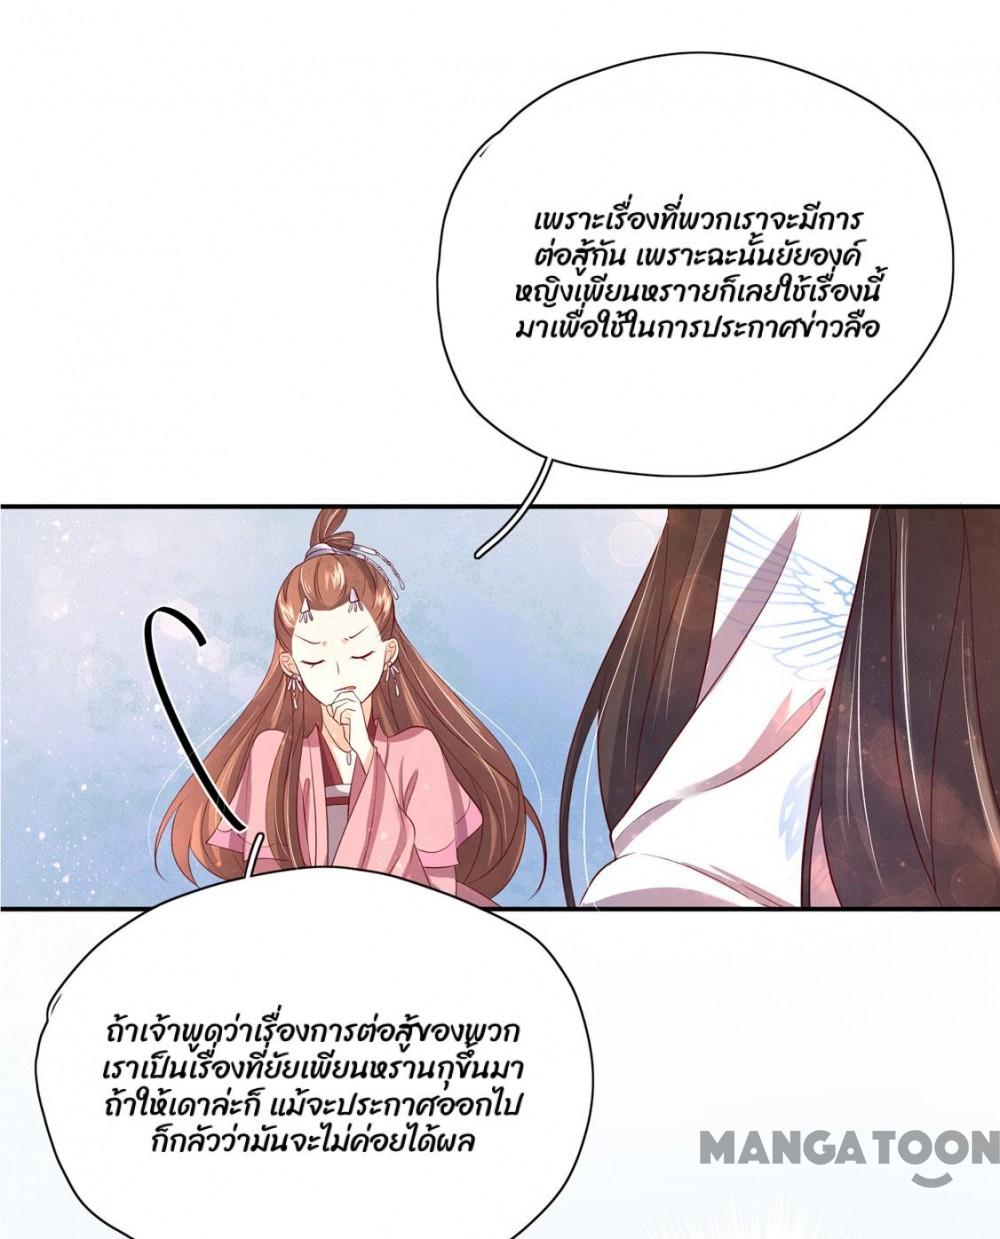 เพราะเรื่องที่พวกเราจะมีการ
ต่อสู้กัน เพราะฉะนั้นยัยองค์
หญิงเพียนหราายก็เลยใช้เรื่องนี้
มาเพื่อใช้ในการประกาศข่าวลือ
ถ้าเจ้าพูดว่าเรื่องการต่อสู้ของพวก
เราเป็นเรื่องที่ยัยเพียนหรานกุขึ้นมา
ถ้าให้เดาล่ะก็ แม้จะประกาศออกไป
ก็กลัวว่ามันจะไม่ค่อยได้ผล
MANGATOON